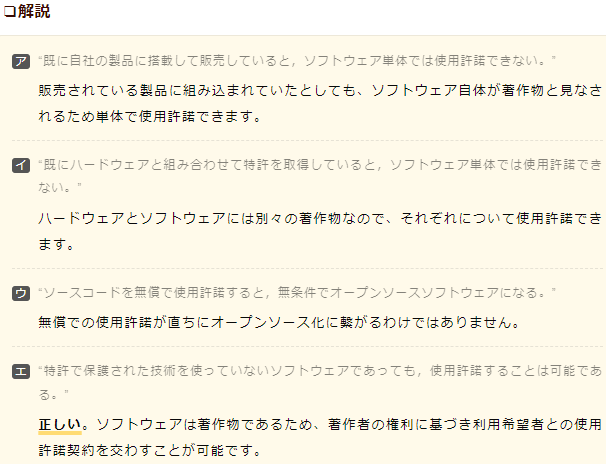 ❏解説
ア "既に自社の製品に搭載して販売していると，ソフトウェア単体では使用許諾できない。"
販売されている製品に組み込まれていたとしても、ソフトウェア自体が著作物と見なさ
れるため単体で使用許諾できます。
イ "既にハードウェアと組み合わせて特許を取得していると，ソフトウェア単体では使用許諾でき
ない。"
ハードウェアとソフトウェアには別々の著作物なので、それぞれについて使用許諾でき
ます。
ウ "ソースコードを無償で使用許諾すると，無条件でオープンソースソフトウェアになる。"
無償での使用許諾が直ちにオープンソース化に繋がるわけではありません。
エ "特許で保護された技術を使っていないソフトウェアであっても，使用許諾することは可能であ
る。"
正しい。ソフトウェアは著作物であるため、著作者の権利に基づき利用希望者との使用
許諾契約を交わすことが可能です。